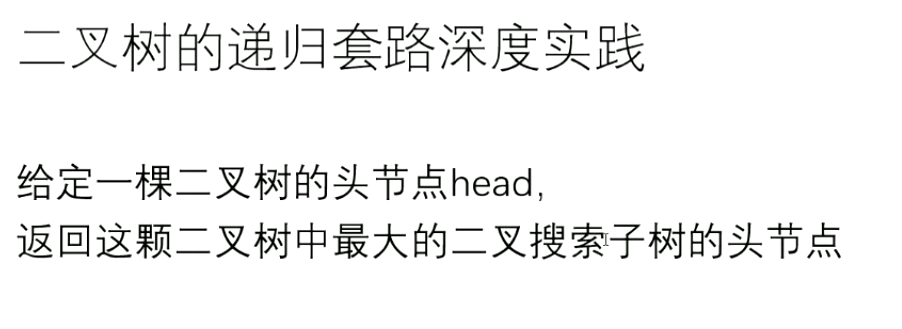 二叉树的递归套路深度实践
给定一棵二叉树的头节点head,
返回这颗二叉树中最大的二叉搜索子树的头节点